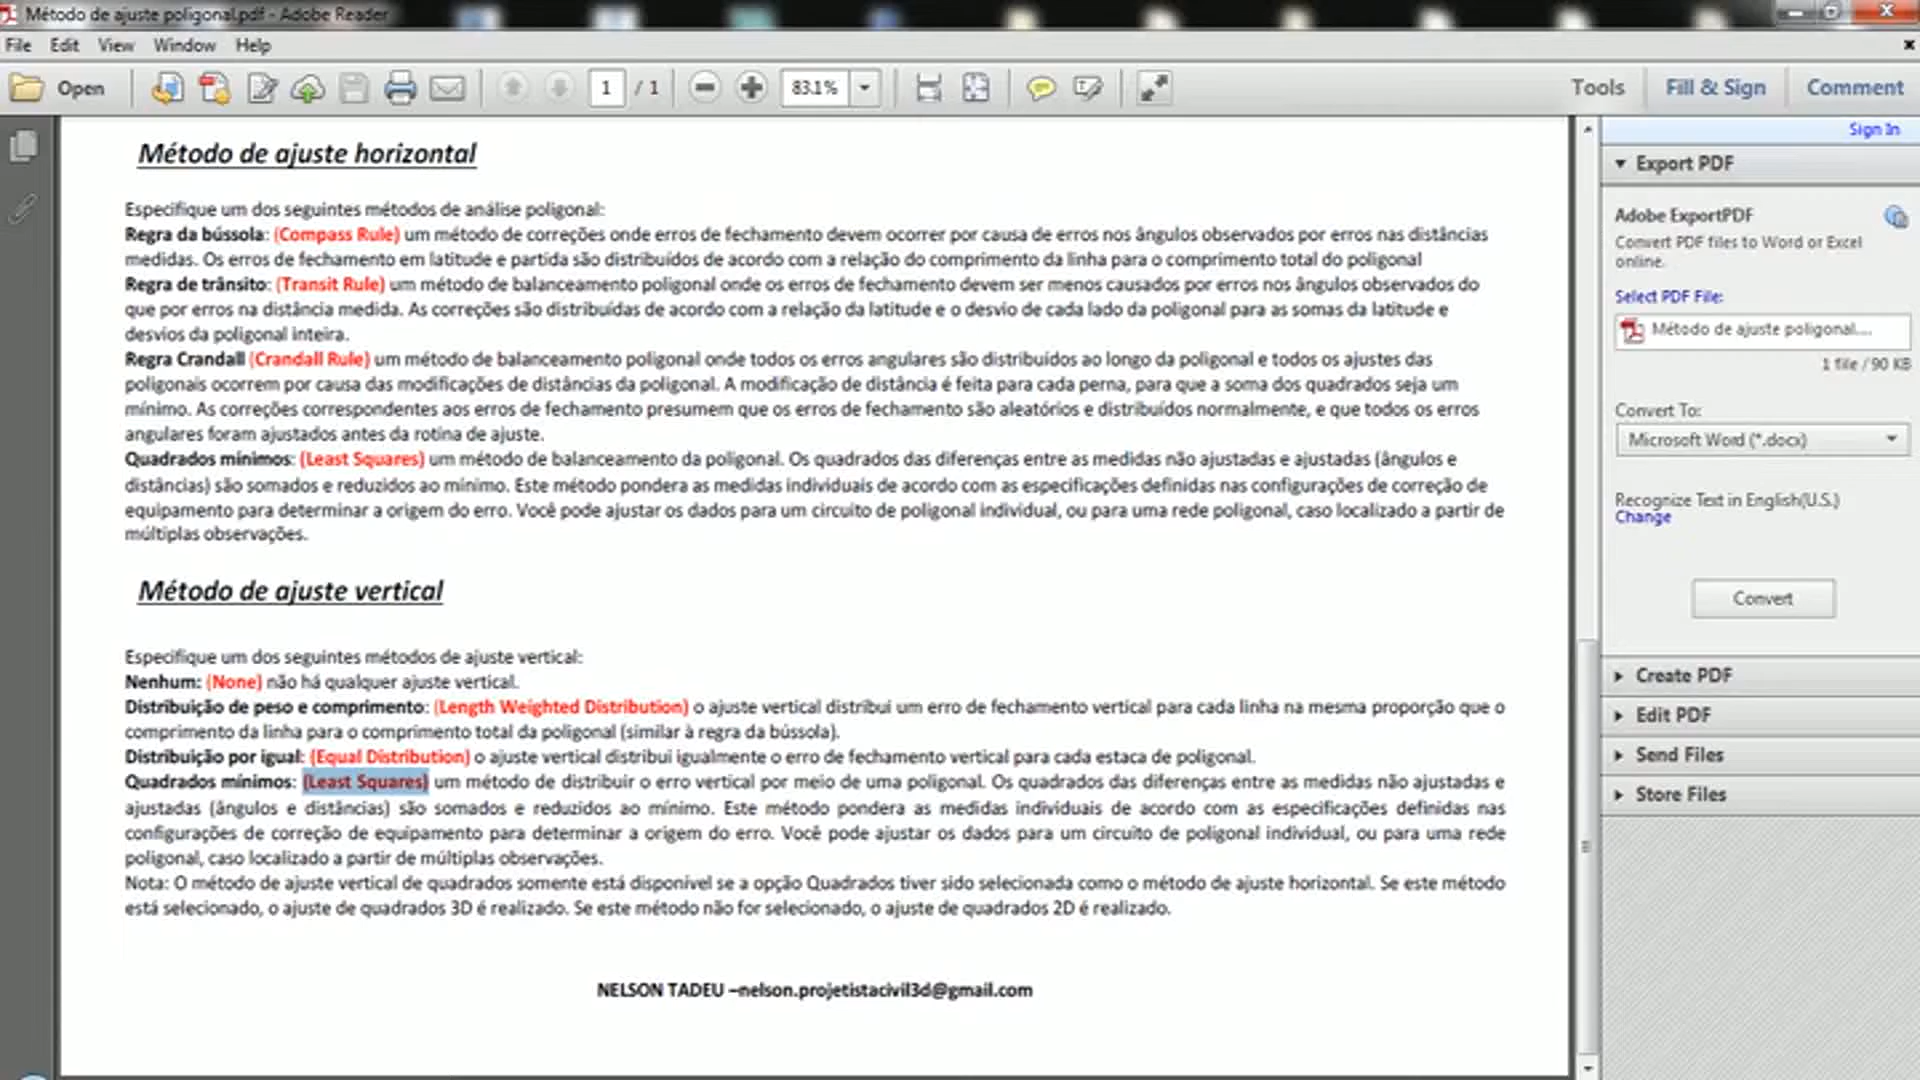 Método de ajuste poligonal.pdf - Adobe Reader
File Edit View Window Help
Open 1 / 1 83.1% Tools Fill & Sign Comment
Sign In
Método de ajuste horizontal
Especifique um dos seguintes métodos de análise poligonal:
Regra da bússola: (Compass Rule) um método de correções onde erros de fechamento devem ocorrer por causa de erros nos ângulos observados por erros nas distâncias
medidas. Os erros de fechamento em latitude e partida são distribuídos de acordo com a relação do comprimento da linha para o comprimento total do poligonal
Regra de trânsito: (Transit Rule) um método de balanceamento poligonal onde os erros de fechamento devem ser menos causados por erros nos ângulos observados do
que por erros na distância medida. As correções são distribuídas de acordo com a relação da latitude e o desvio de cada lado da poligonal para as somas da latitude e
desvios da poligonal inteira.
Regra Crandall (Crandall Rule) um método de balanceamento poligonal onde todos os erros angulares são distribuídos ao longo da poligonal e todos os ajustes das
poligonais ocorrem por causa das modificações de distâncias da poligonal. A modificação de distância é feita para cada perna, para que a soma dos quadrados seja um
mínimo. As correções correspondentes aos erros de fechamento presumem que os erros de fechamento são aleatórios e distribuídos normalmente, e que todos os erros
angulares foram ajustados antes da rotina de ajuste.
Quadrados mínimos: (Least Squares) um método de balanceamento da poligonal. Os quadrados das diferenças entre as medidas não ajustadas e ajustadas (ângulos e
distâncias) são somados e reduzidos ao mínimo. Este método pondera as medidas individuais de acordo com as especificações definidas nas configurações de correção de
equipamento para determinar a origem do erro. Você pode ajustar os dados para um circuito de poligonal individual, ou para uma rede poligonal, caso localizado a partir de
múltiplas observações.
Método de ajuste vertical
Especifique um dos seguintes métodos de ajuste vertical:
Nenhum: (None) não há qualquer ajuste vertical.
Distribuição de peso e comprimento: (Length Weighted Distribution) o ajuste vertical distribui um erro de fechamento vertical para cada linha na mesma proporção que o
comprimento da linha para o comprimento total da poligonal (similar à regra da bússola).
Distribuição por igual: (Equal Distribution) o ajuste vertical distribui igualmente o erro de fechamento vertical para cada estaca de poligonal.
Quadrados mínimos: (Least Squares) um método de distribuir o erro vertical por meio de uma poligonal. Os quadrados das diferenças entre as medidas não ajustadas e
ajustadas (ângulos e distâncias) são somados e reduzidos ao mínimo. Este método pondera as medidas individuais de acordo com as especificações definidas nas
configurações de correção de equipamento para determinar a origem do erro. Você pode ajustar os dados para um circuito de poligonal individual, ou para uma rede
poligonal, caso localizado a partir de múltiplas observações.
Nota: O método de ajuste vertical de quadrados somente está disponível se a opção Quadrados tiver sido selecionada como o método de ajuste horizontal. Se este método
está selecionado, o ajuste de quadrados 3D é realizado. Se este método não for selecionado, o ajuste de quadrados 2D é realizado.
NELSON TADEU –nelson.projetistacivil3d@gmail.com
Export PDF
Adobe ExportPDF
Convert PDF files to Word or Excel
online.
Select PDF File:
Método de ajuste poligonal....
1 file / 90 KB
Convert To:
Microsoft Word (*.docx)
Recognize Text in English(U.S.)
Change
Convert
Create PDF
Edit PDF
Send Files
Store Files